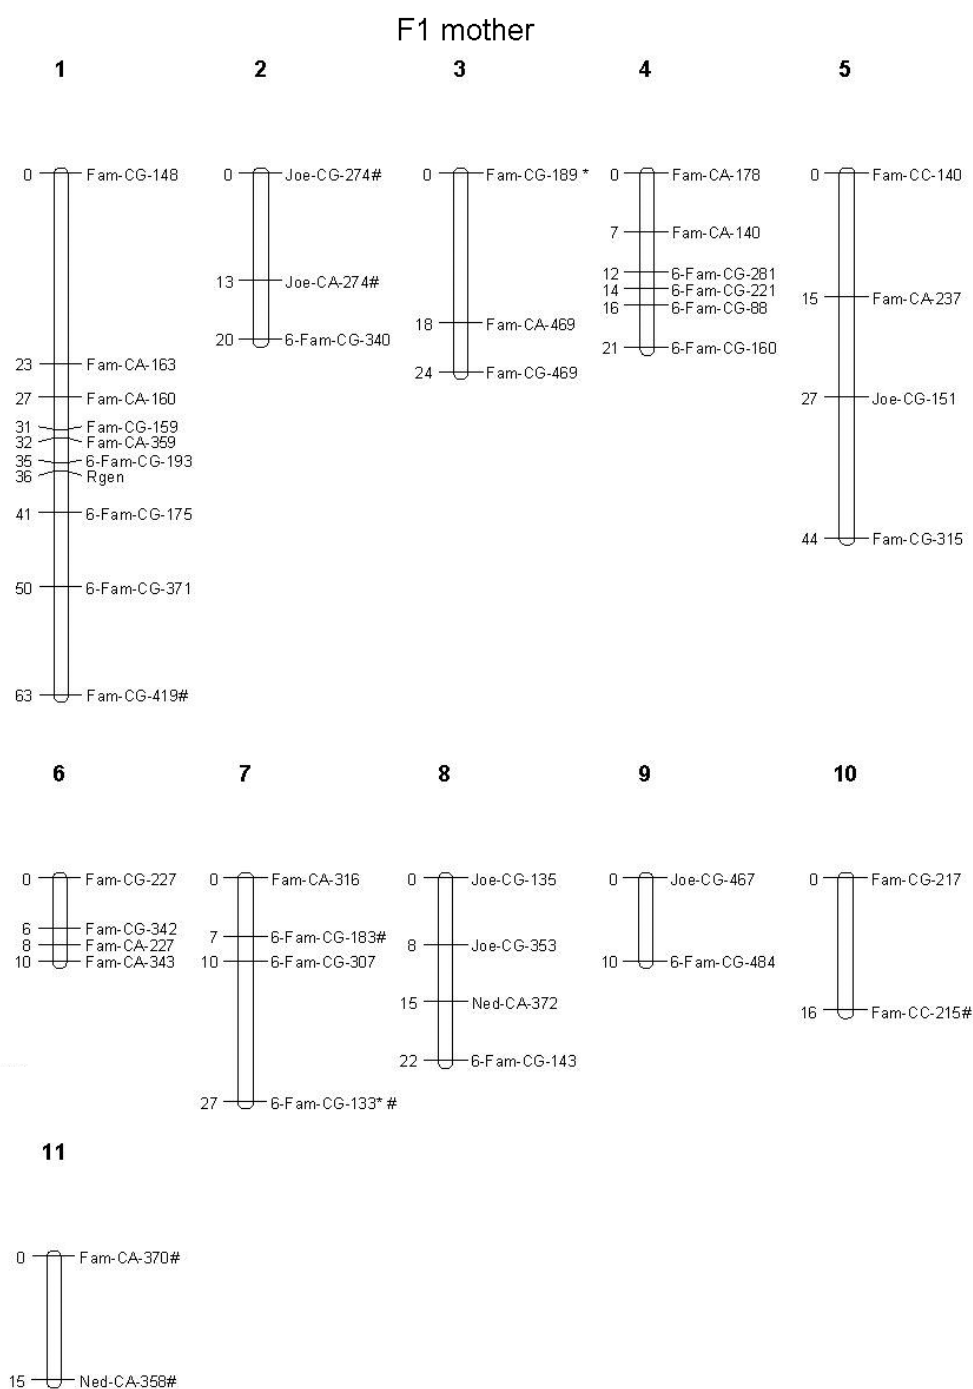 F1 mother
1 2 3 4 5
0 Fam-CG-148
23 Fam-CA-163
27 Fam-CA-160
31 Fam-CG-159
32 Fam-CA-359
35 6-Fam-CG-193
36 Rgen
41 6-Fam-CG-175
50 6-Fam-CG-371
63 Fam-CG-419#
0 Joe-CG-274#
13 Joe-CA-274#
20 6-Fam-CG-340
0 Fam-CG-189 *
18 Fam-CA-469
24 Fam-CG-469
0 Fam-CA-178
7 Fam-CA-140
12 6-Fam-CG-281
14 6-Fam-CG-221
16 6-Fam-CG-88
21 6-Fam-CG-160
0 Fam-CC-140
15 Fam-CA-237
27 Joe-CG-151
44 Fam-CG-315
6 7 8 9 10
0 Fam-CG-227
6 Fam-CG-342
8 Fam-CA-227
10 Fam-CA-343
0 Fam-CA-316
7 6-Fam-CG-183#
10 6-Fam-CG-307
27 6-Fam-CG-133* #
0 Joe-CG-135
8 Joe-CG-353
15 Ned-CA-372
22 6-Fam-CG-143
0 Joe-CG-467
10 6-Fam-CG-484
0 Fam-CG-217
16 Fam-CC-215#
11
0 Fam-CA-370#
15 Ned-CA-358#